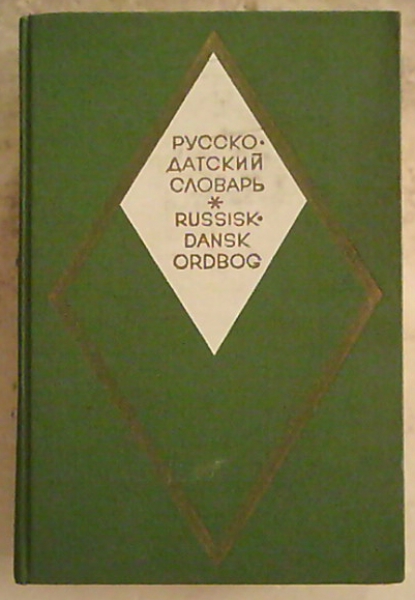 РУССКО-
ДАТСКИЙ
СЛОВАРЬ
*
RUSSISK-
DANSK
ORDBOG